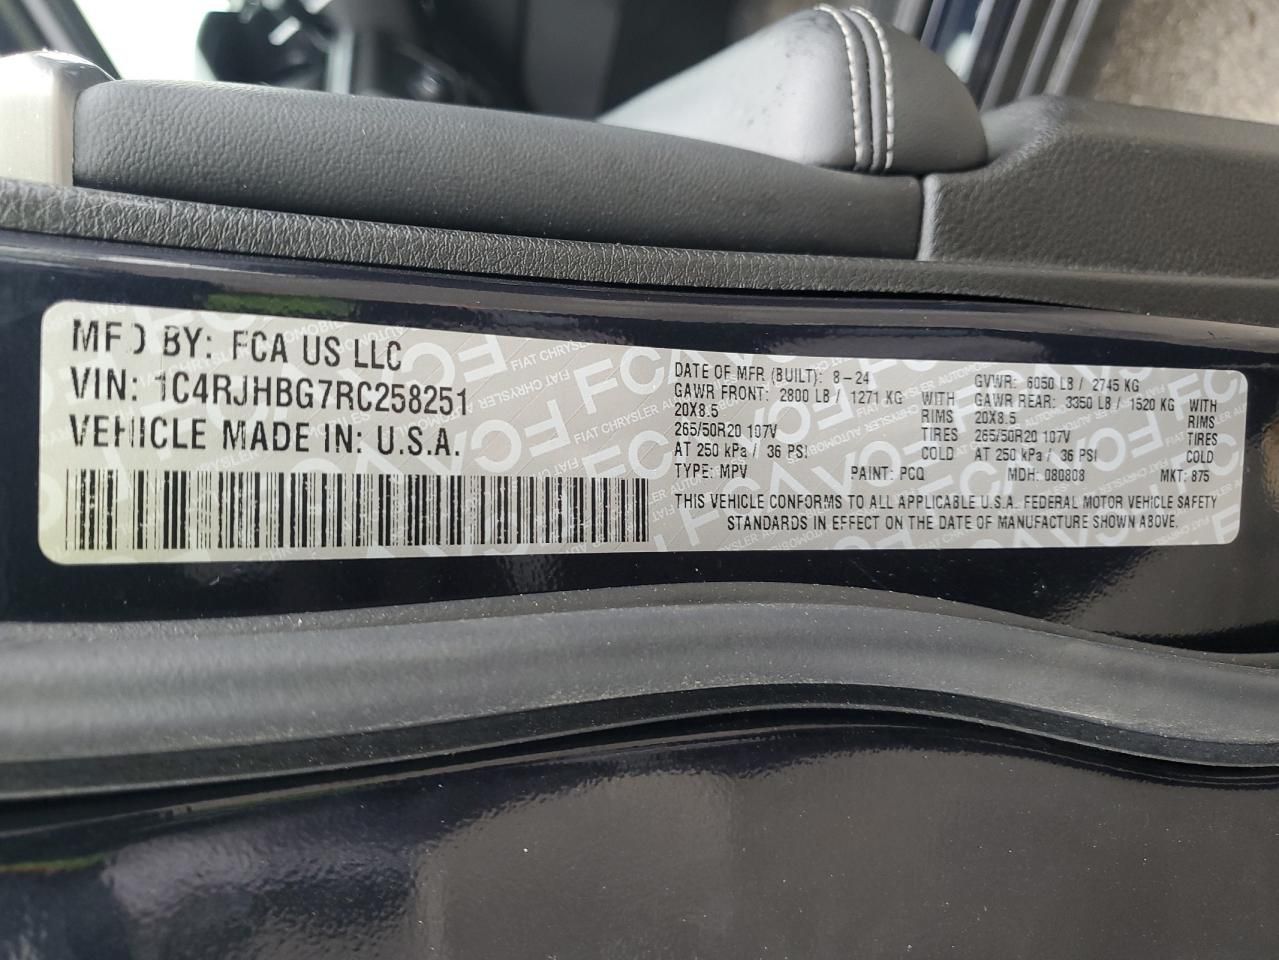 MFD BY: FCA US LLC
VIN: 1C4RJHBG7RC258251
VEHICLE MADE IN: U.S.A.
DATE OF MFR (BUILT): 8-24 GVWR: 6050 LB / 2745 KG
GAWR FRONT: 2800 LB / 1271 KG WITH GAWR REAR: 3350 LB / 1520 KG WITH
20X8.5 RIMS 20X8.5 RIMS
265/50R20 107V TIRES 265/50R20 107V TIRES
AT 250 kPa / 36 PSI COLD AT 250 kPa / 36 PSI COLD
TYPE: MPV PAINT: PCQ MDH: 080808 MKT: 875
THIS VEHICLE CONFORMS TO ALL APPLICABLE U.S.A. FEDERAL MOTOR VEHICLE SAFETY
STANDARDS IN EFFECT ON THE DATE OF MANUFACTURE SHOWN ABOVE.